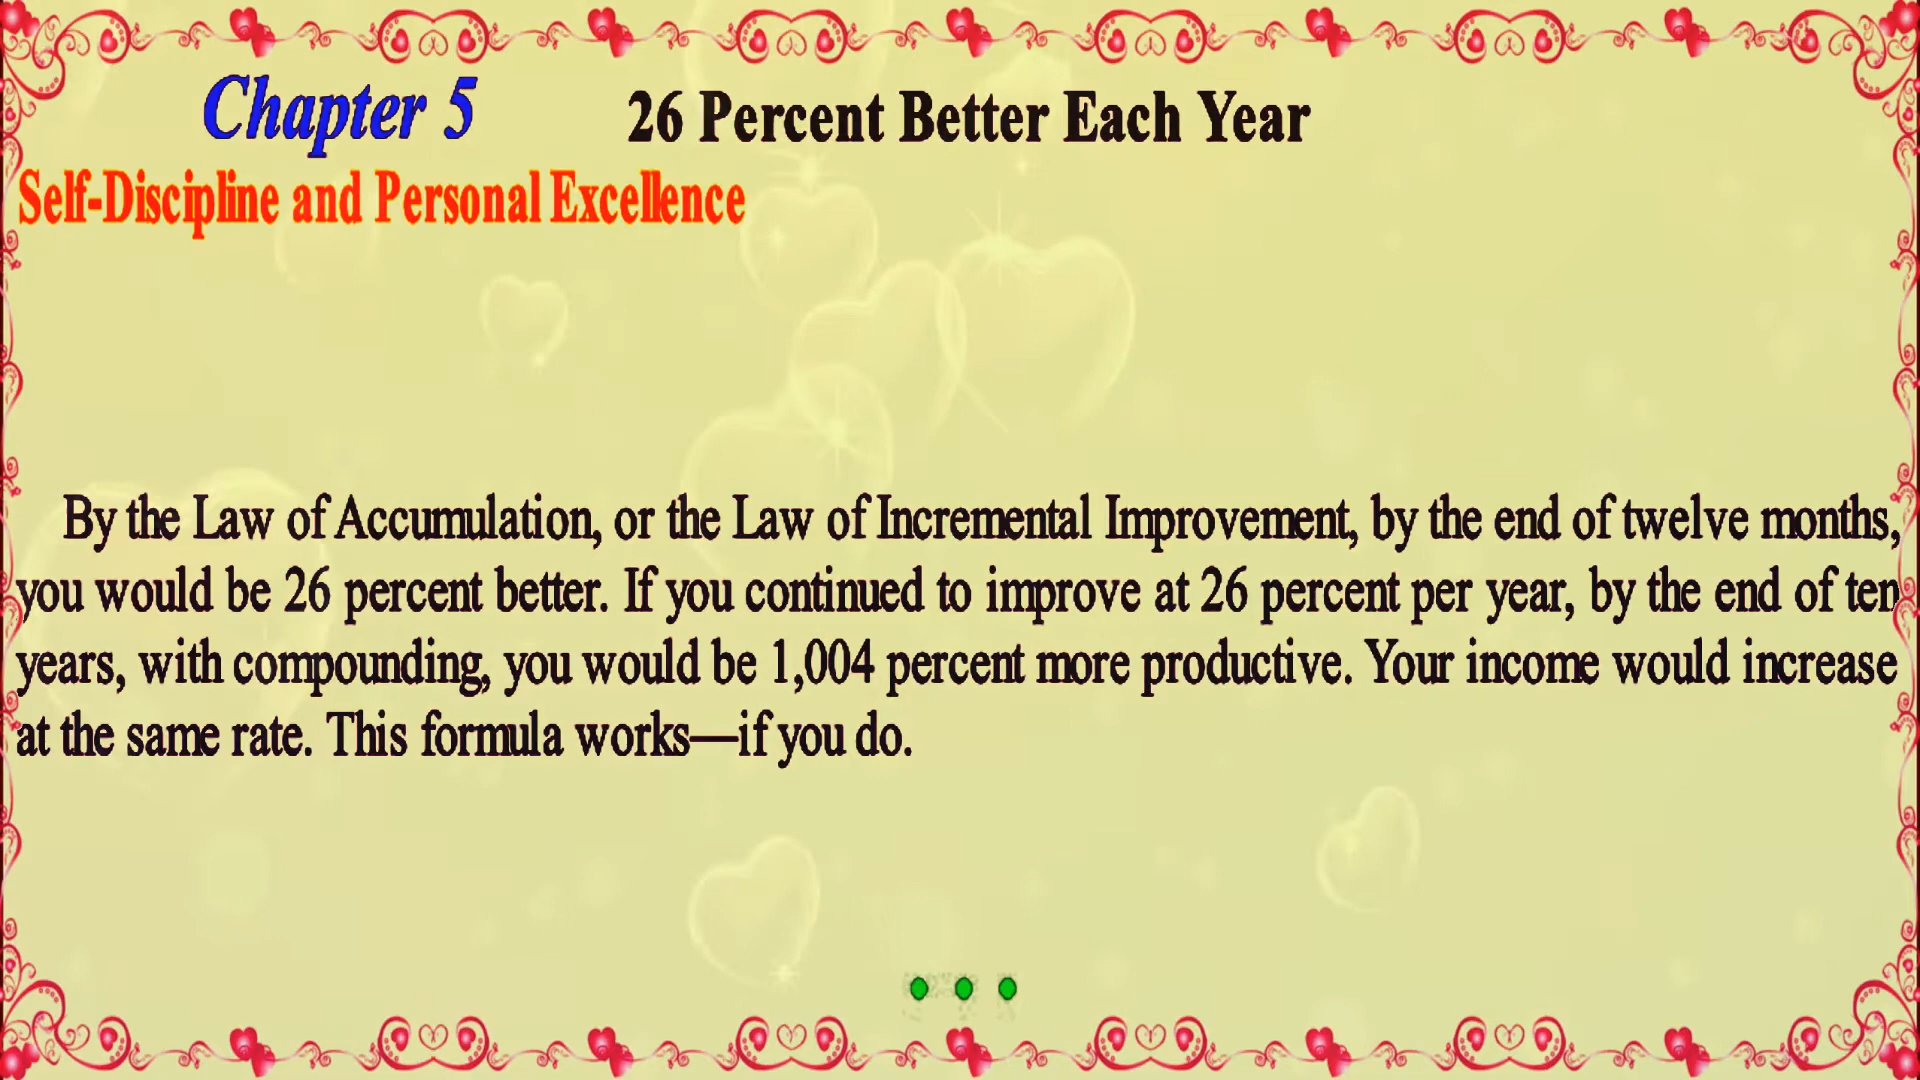 Chapter 5
26 Percent Better Each Year
Self-Discipline and Personal Excellence
By the Law of Accumulation, or the Law of Incremental Improvement, by the end of twelve months,
you would be 26 percent better. If you continued to improve at 26 percent per year, by the end of ten
years, with compounding, you would be 1,004 percent more productive. Your income would increase
at the same rate. This formula works—if you do.